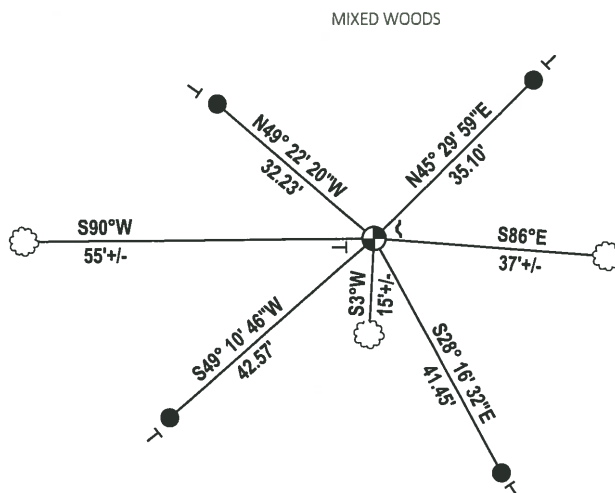 MIXED WOODS
N49° 22' 20"W
32.23'
N45° 29' 59"E
35.10'
S90°W
55'+/-
S86°E
37'+/-
S3°W
15'+/-
S49° 10' 46"W
42.57'
S28° 16' 32"E
41.45'